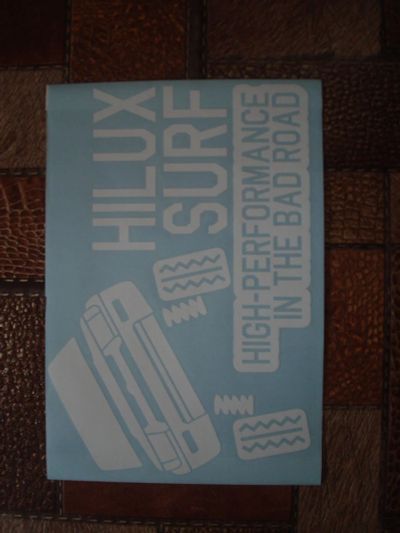 HILUX
SURF
HIGH-PERFORMANCE
IN THE BAD ROAD